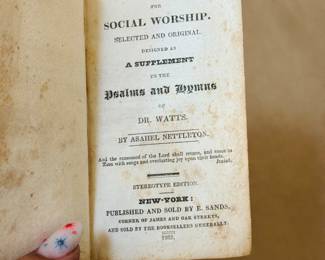 FOR
SOCIAL WORSHIP.
SELECTED AND ORIGINAL
DESIGNED AS
A SUPPLEMENT
TO THE
Psalms and Hymns
OF
DR. WATTS.
BY ASAHEL NETTLETON.
And the ransomed of the Lord shall return, and come to
Zion with songs and everlasting joy upon their heads.
Isaiah.
STEREOTYPE EDITION.
NEW-YORK:
PUBLISHED AND SOLD BY E. SANDS,
CORNER OF JAMES AND OAK STREETS,
AND SOLD BY THE BOOKSELLERS GENERALLY.